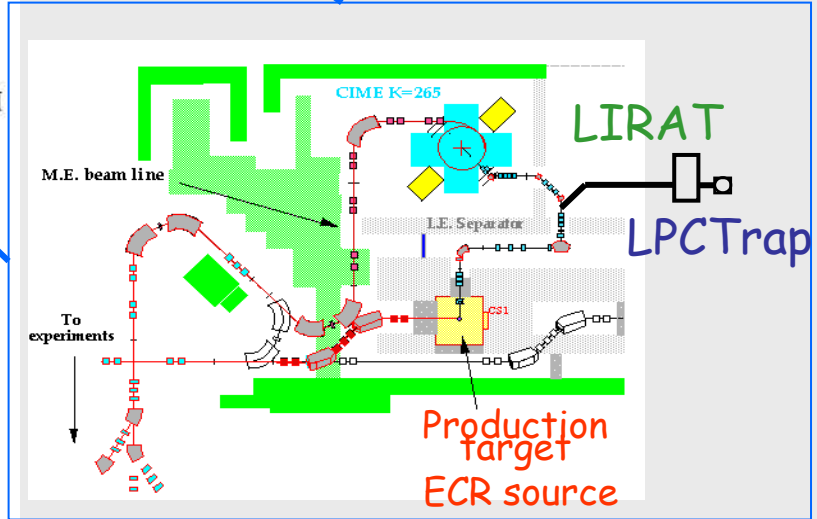 CIME K=265
LIRAT
M.E. beam line
I.E. Separator
LPCTrap
To
experiments
CS1
Production
target
ECR source